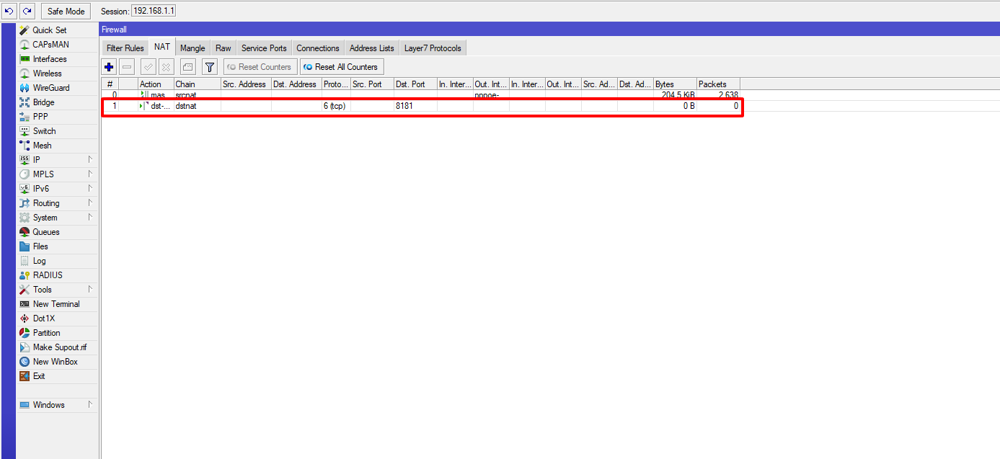 Safe Mode Session: 192.168.1.1
Quick Set
CAPsMAN
Interfaces
Wireless
WireGuard
Bridge
PPP
Switch
Mesh
IP
MPLS
IPv6
Routing
System
Queues
Files
Log
RADIUS
Tools
New Terminal
Dot1X
Partition
Make Supout.rif
New WinBox
Exit
Windows
Firewall
Filter Rules NAT Mangle Raw Service Ports Connections Address Lists Layer7 Protocols
Reset Counters Reset All Counters
# Action Chain Src. Address Dst. Address Proto... Src. Port Dst. Port In. Inter... Out. Int... In. Inter... Out. Int... Src. Ad... Dst. Ad... Bytes Packets
0 mas... srcnat pppoe-... 204.5 KiB 2 638
1 dst-... dstnat 6 (tcp) 8181 0 B 0